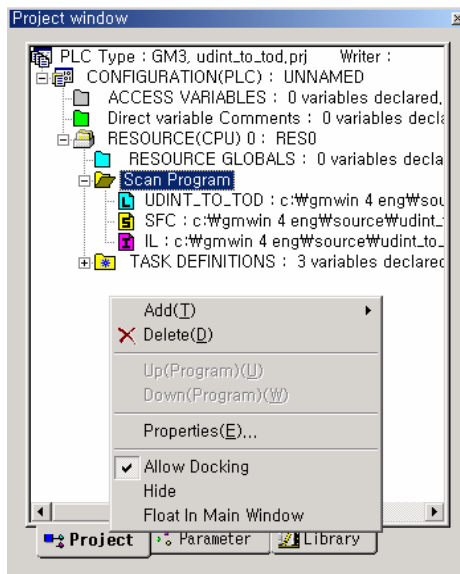 Project window
PLC Type : GM3, udint_to_tod.prj Writer :
CONFIGURATION(PLC) : UNNAMED
ACCESS VARIABLES : 0 variables declared,
Direct variable Comments : 0 variables decla
RESOURCE(CPU) 0 : RES0
RESOURCE GLOBALS : 0 variables decla
Scan Program
L UDINT_TO_TOD : c:₩gmwin 4 eng₩sou
S SFC : c:₩gmwin 4 eng₩source₩udint_
I IL : c:₩gmwin 4 eng₩source₩udint_to_
TASK DEFINITIONS : 3 variables declared
Add(T)
Delete(D)
Up(Program)(U)
Down(Program)(W)
Properties(E)...
Allow Docking
Hide
Float In Main Window
Project Parameter Library